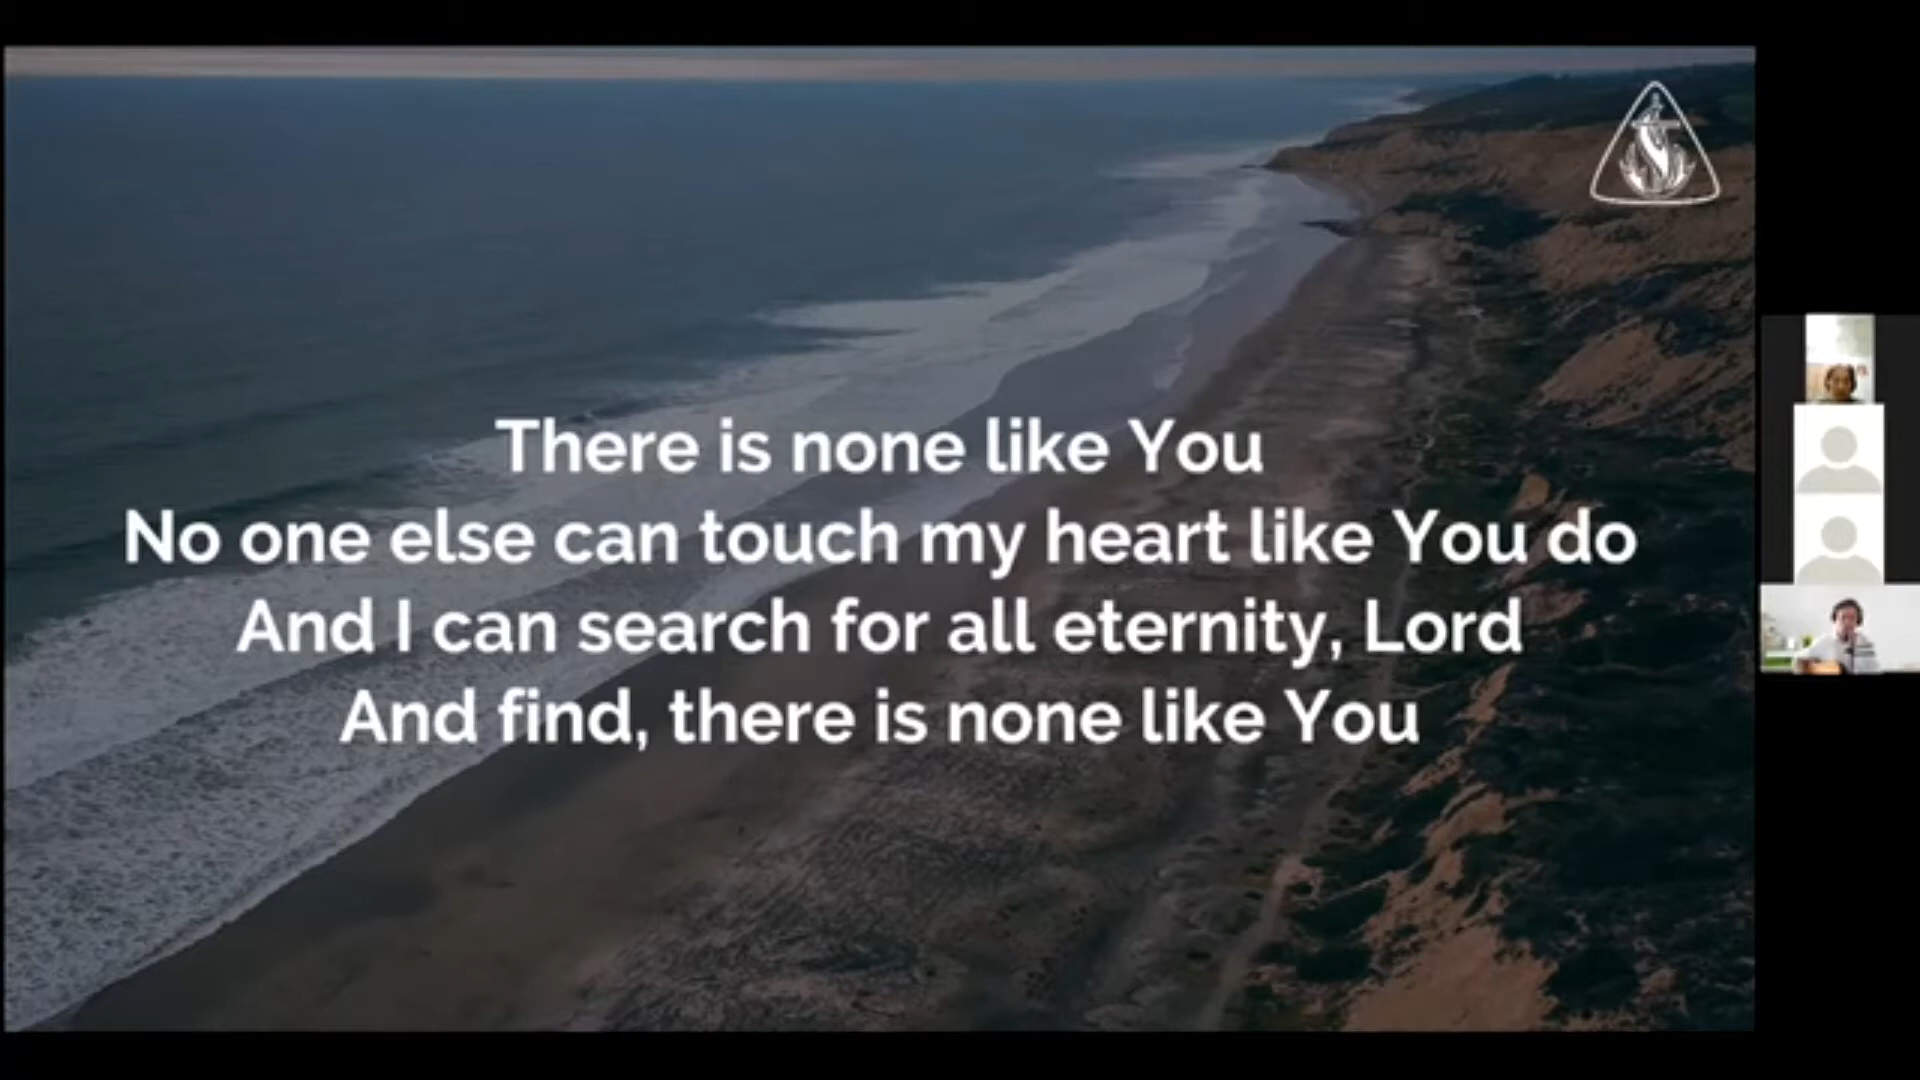 There is none like You
No one else can touch my heart like You do
And I can search for all eternity, Lord
And find, there is none like You